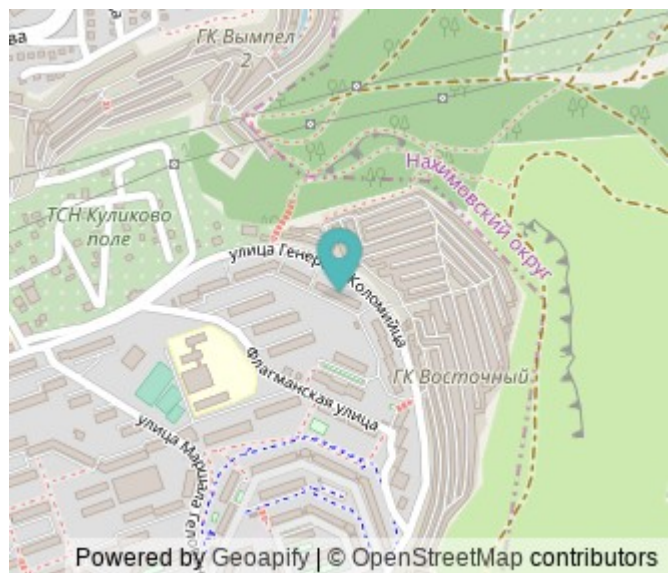 ва
ГК Вымпел
2
Нахимовский округ
ТСН Куликово
поле
улица Генер
Коломийца
ГК Восточный
Флагманская улица
улица Маршала Гело
Powered by Geoapify | © OpenStreetMap contributors